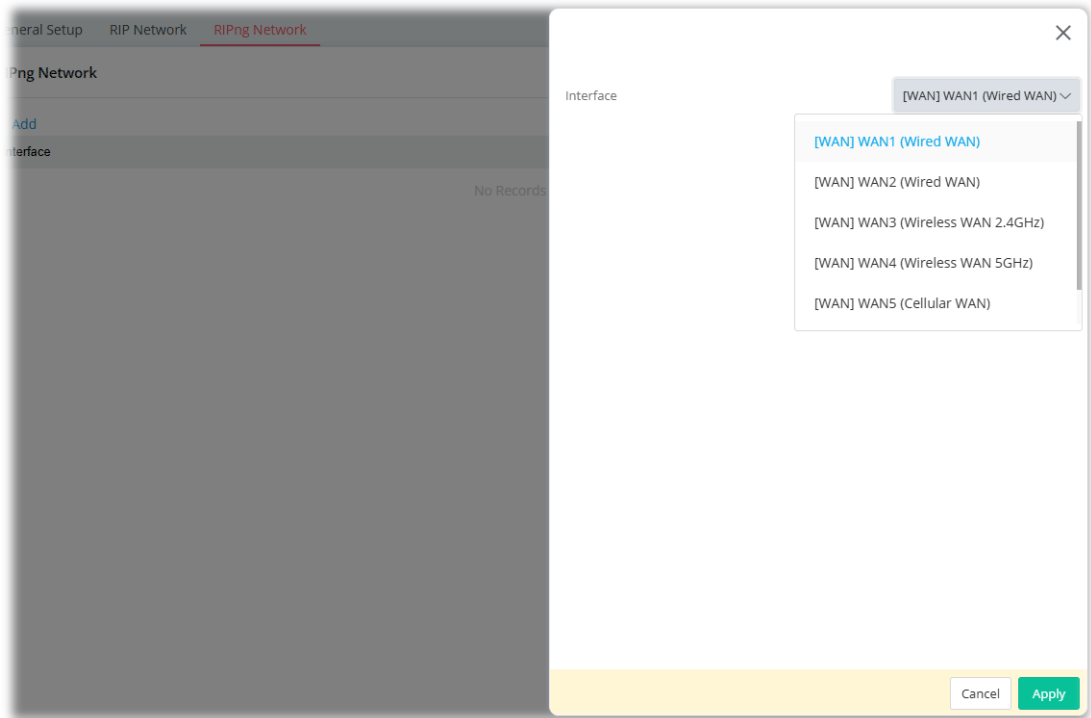 neral Setup RIP Network RIPng Network
Png Network
Add
nterface
No Records
Interface [WAN] WAN1 (Wired WAN)
[WAN] WAN1 (Wired WAN)
[WAN] WAN2 (Wired WAN)
[WAN] WAN3 (Wireless WAN 2.4GHz)
[WAN] WAN4 (Wireless WAN 5GHz)
[WAN] WAN5 (Cellular WAN)
Cancel Apply